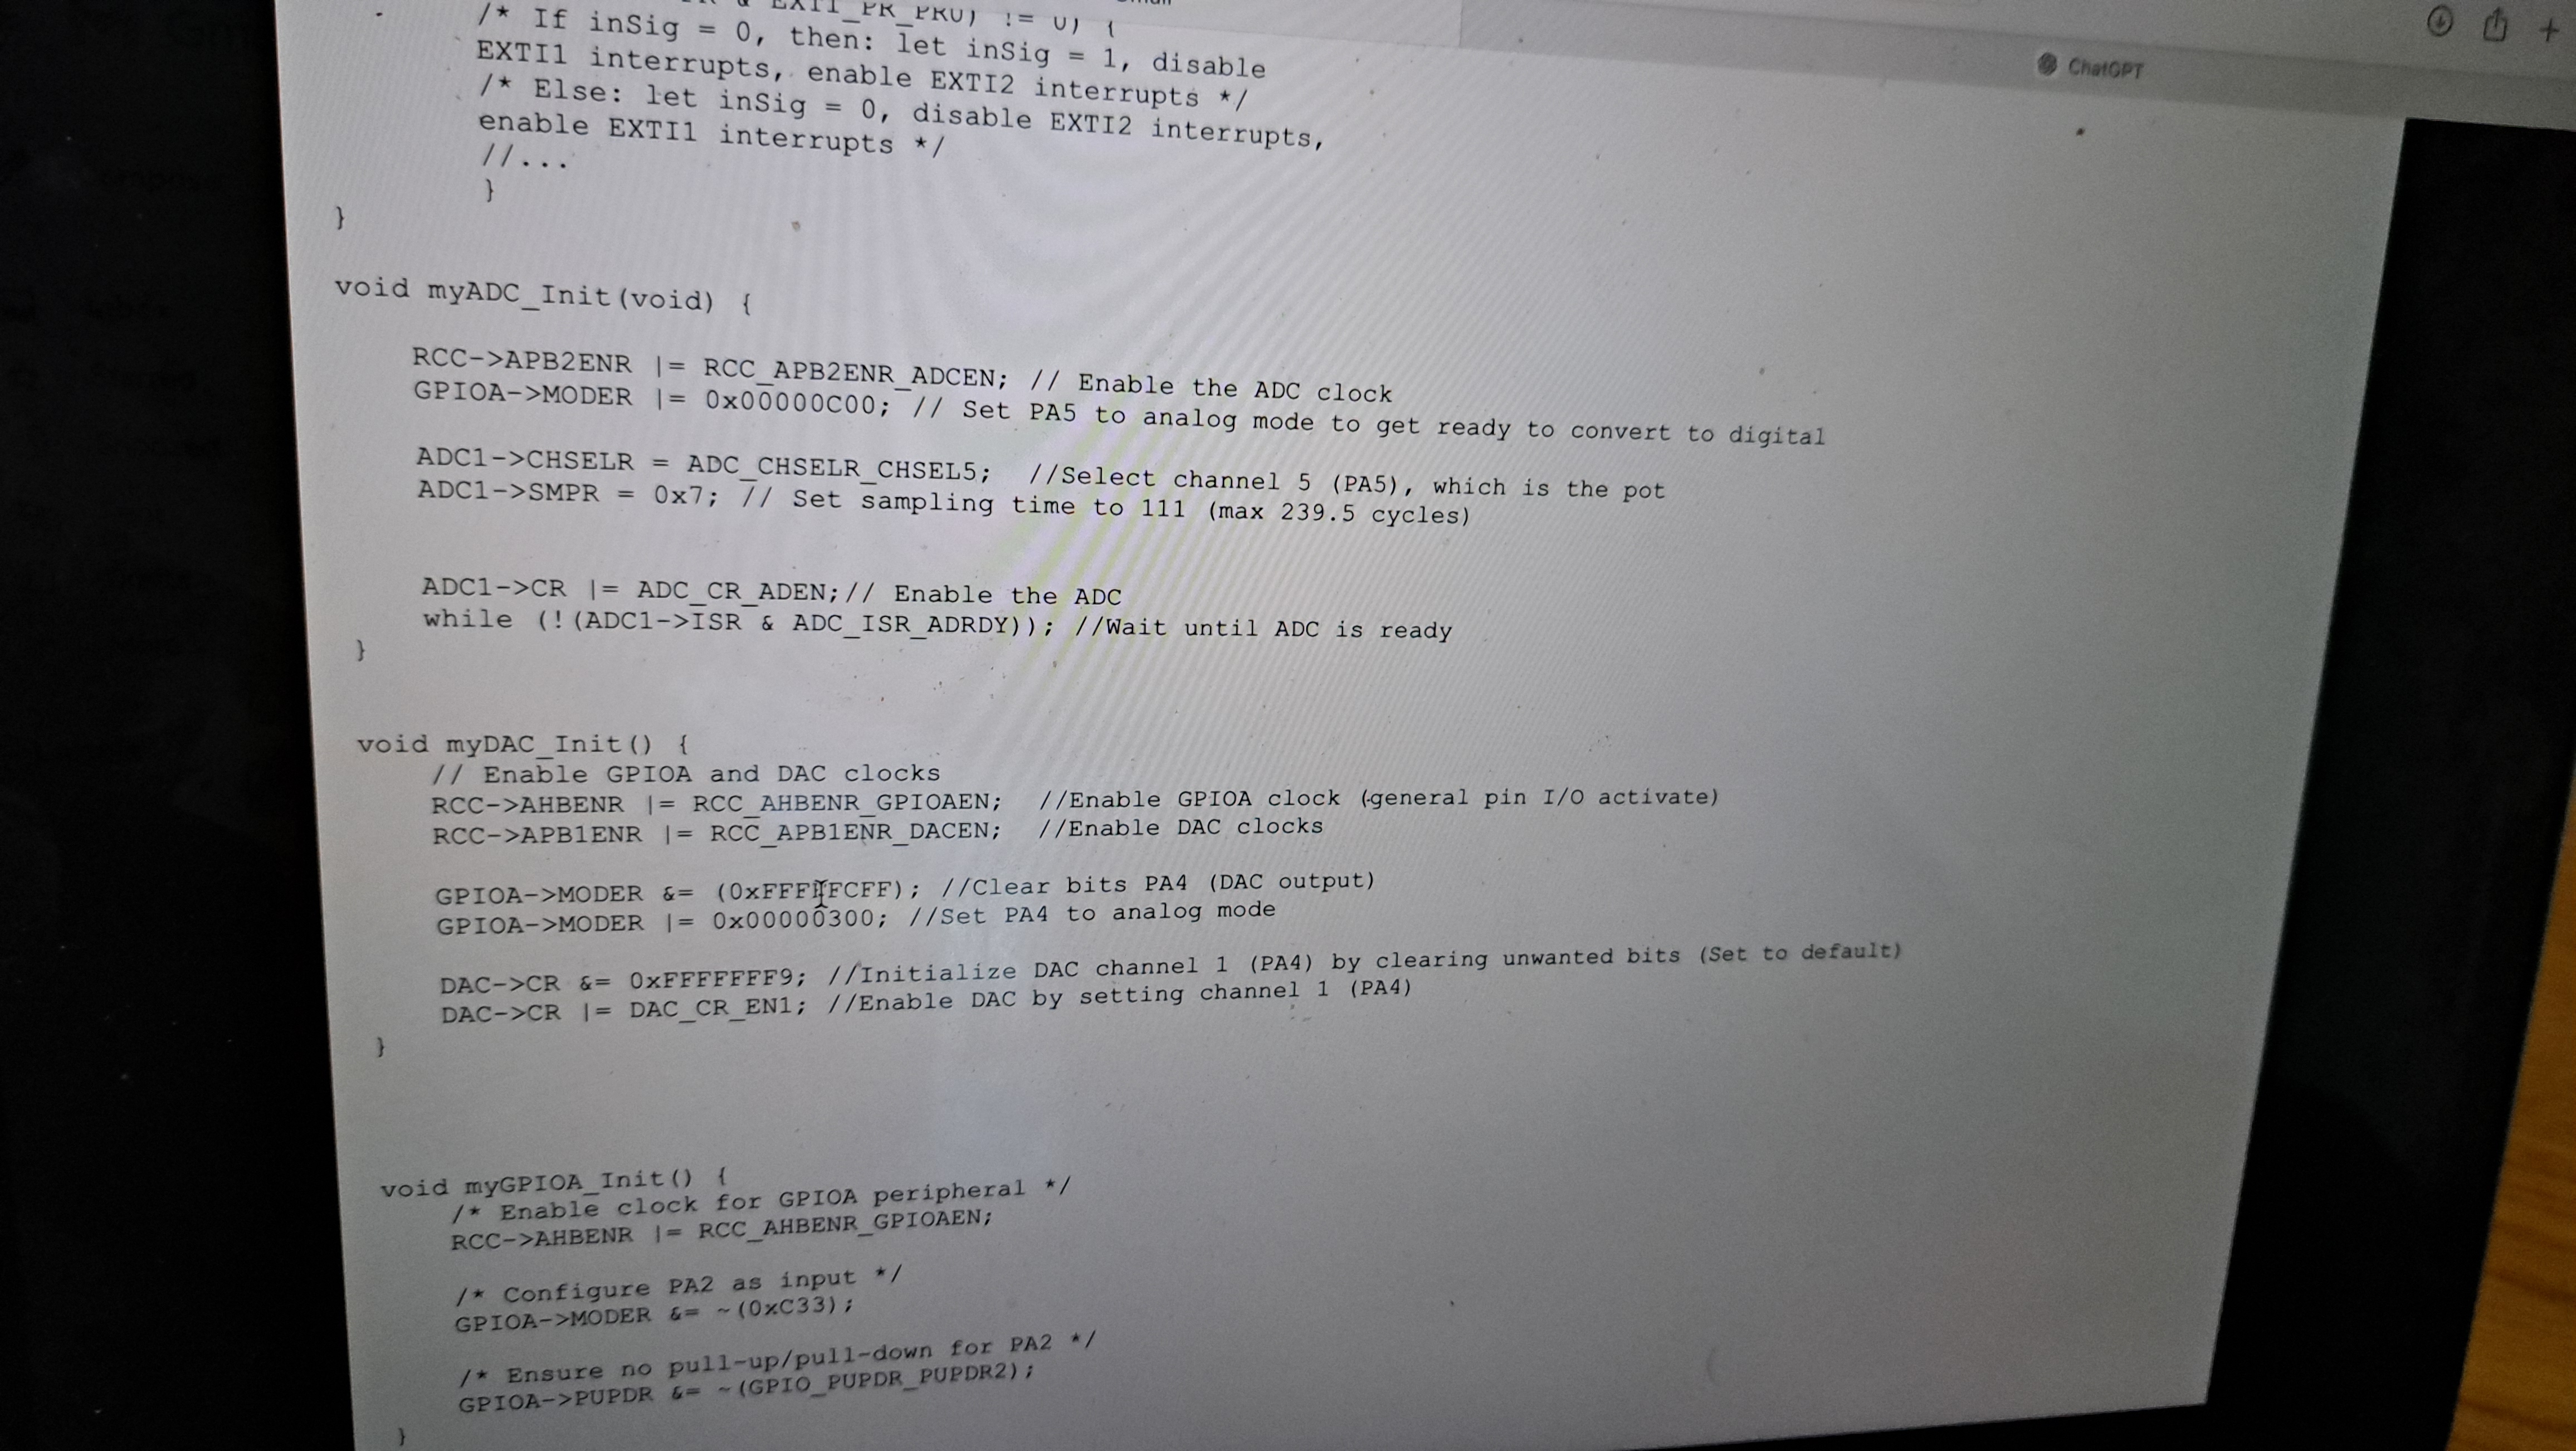 EXTI_PR_PR0) != 0) {
/* If inSig = 0, then: let inSig = 1, disable
EXTI1 interrupts, enable EXTI2 interrupts */
/* Else: let inSig = 0, disable EXTI2 interrupts,
enable EXTI1 interrupts */
//...
}
}
ChatGPT
void myADC_Init(void) {
RCC->APB2ENR |= RCC_APB2ENR_ADCEN; // Enable the ADC clock
GPIOA->MODER |= 0x00000C00; // Set PA5 to analog mode to get ready to convert to digital
ADC1->CHSELR = ADC_CHSELR_CHSEL5; //Select channel 5 (PA5), which is the pot
ADC1->SMPR = 0x7; // Set sampling time to 111 (max 239.5 cycles)
ADC1->CR |= ADC_CR_ADEN;// Enable the ADC
while (!(ADC1->ISR & ADC_ISR_ADRDY)); //Wait until ADC is ready
}
void myDAC_Init() {
// Enable GPIOA and DAC clocks
RCC->AHBENR |= RCC_AHBENR_GPIOAEN; //Enable GPIOA clock (general pin I/O activate)
RCC->APB1ENR |= RCC_APB1ENR_DACEN; //Enable DAC clocks
GPIOA->MODER &= (0xFFFFFCFF); //Clear bits PA4 (DAC output)
GPIOA->MODER |= 0x00000300; //Set PA4 to analog mode
DAC->CR &= 0xFFFFFFF9; //Initialize DAC channel 1 (PA4) by clearing unwanted bits (Set to default)
DAC->CR |= DAC_CR_EN1; //Enable DAC by setting channel 1 (PA4)
}
void myGPIOA_Init() {
/* Enable clock for GPIOA peripheral */
RCC->AHBENR |= RCC_AHBENR_GPIOAEN;
/* Configure PA2 as input */
GPIOA->MODER &= ~(0xC33);
/* Ensure no pull-up/pull-down for PA2 */
GPIOA->PUPDR &= ~(GPIO_PUPDR_PUPDR2);
}